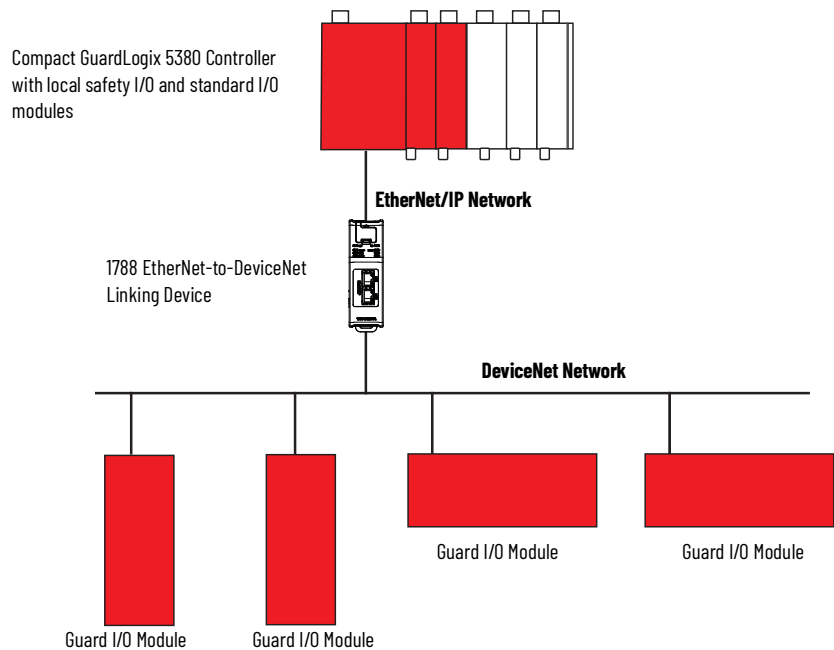 Compact GuardLogix 5380 Controller
with local safety I/O and standard I/O
modules
EtherNet/IP Network
1788 EtherNet-to-DeviceNet
Linking Device
DeviceNet Network
Guard I/O Module
Guard I/O Module
Guard I/O Module
Guard I/O Module